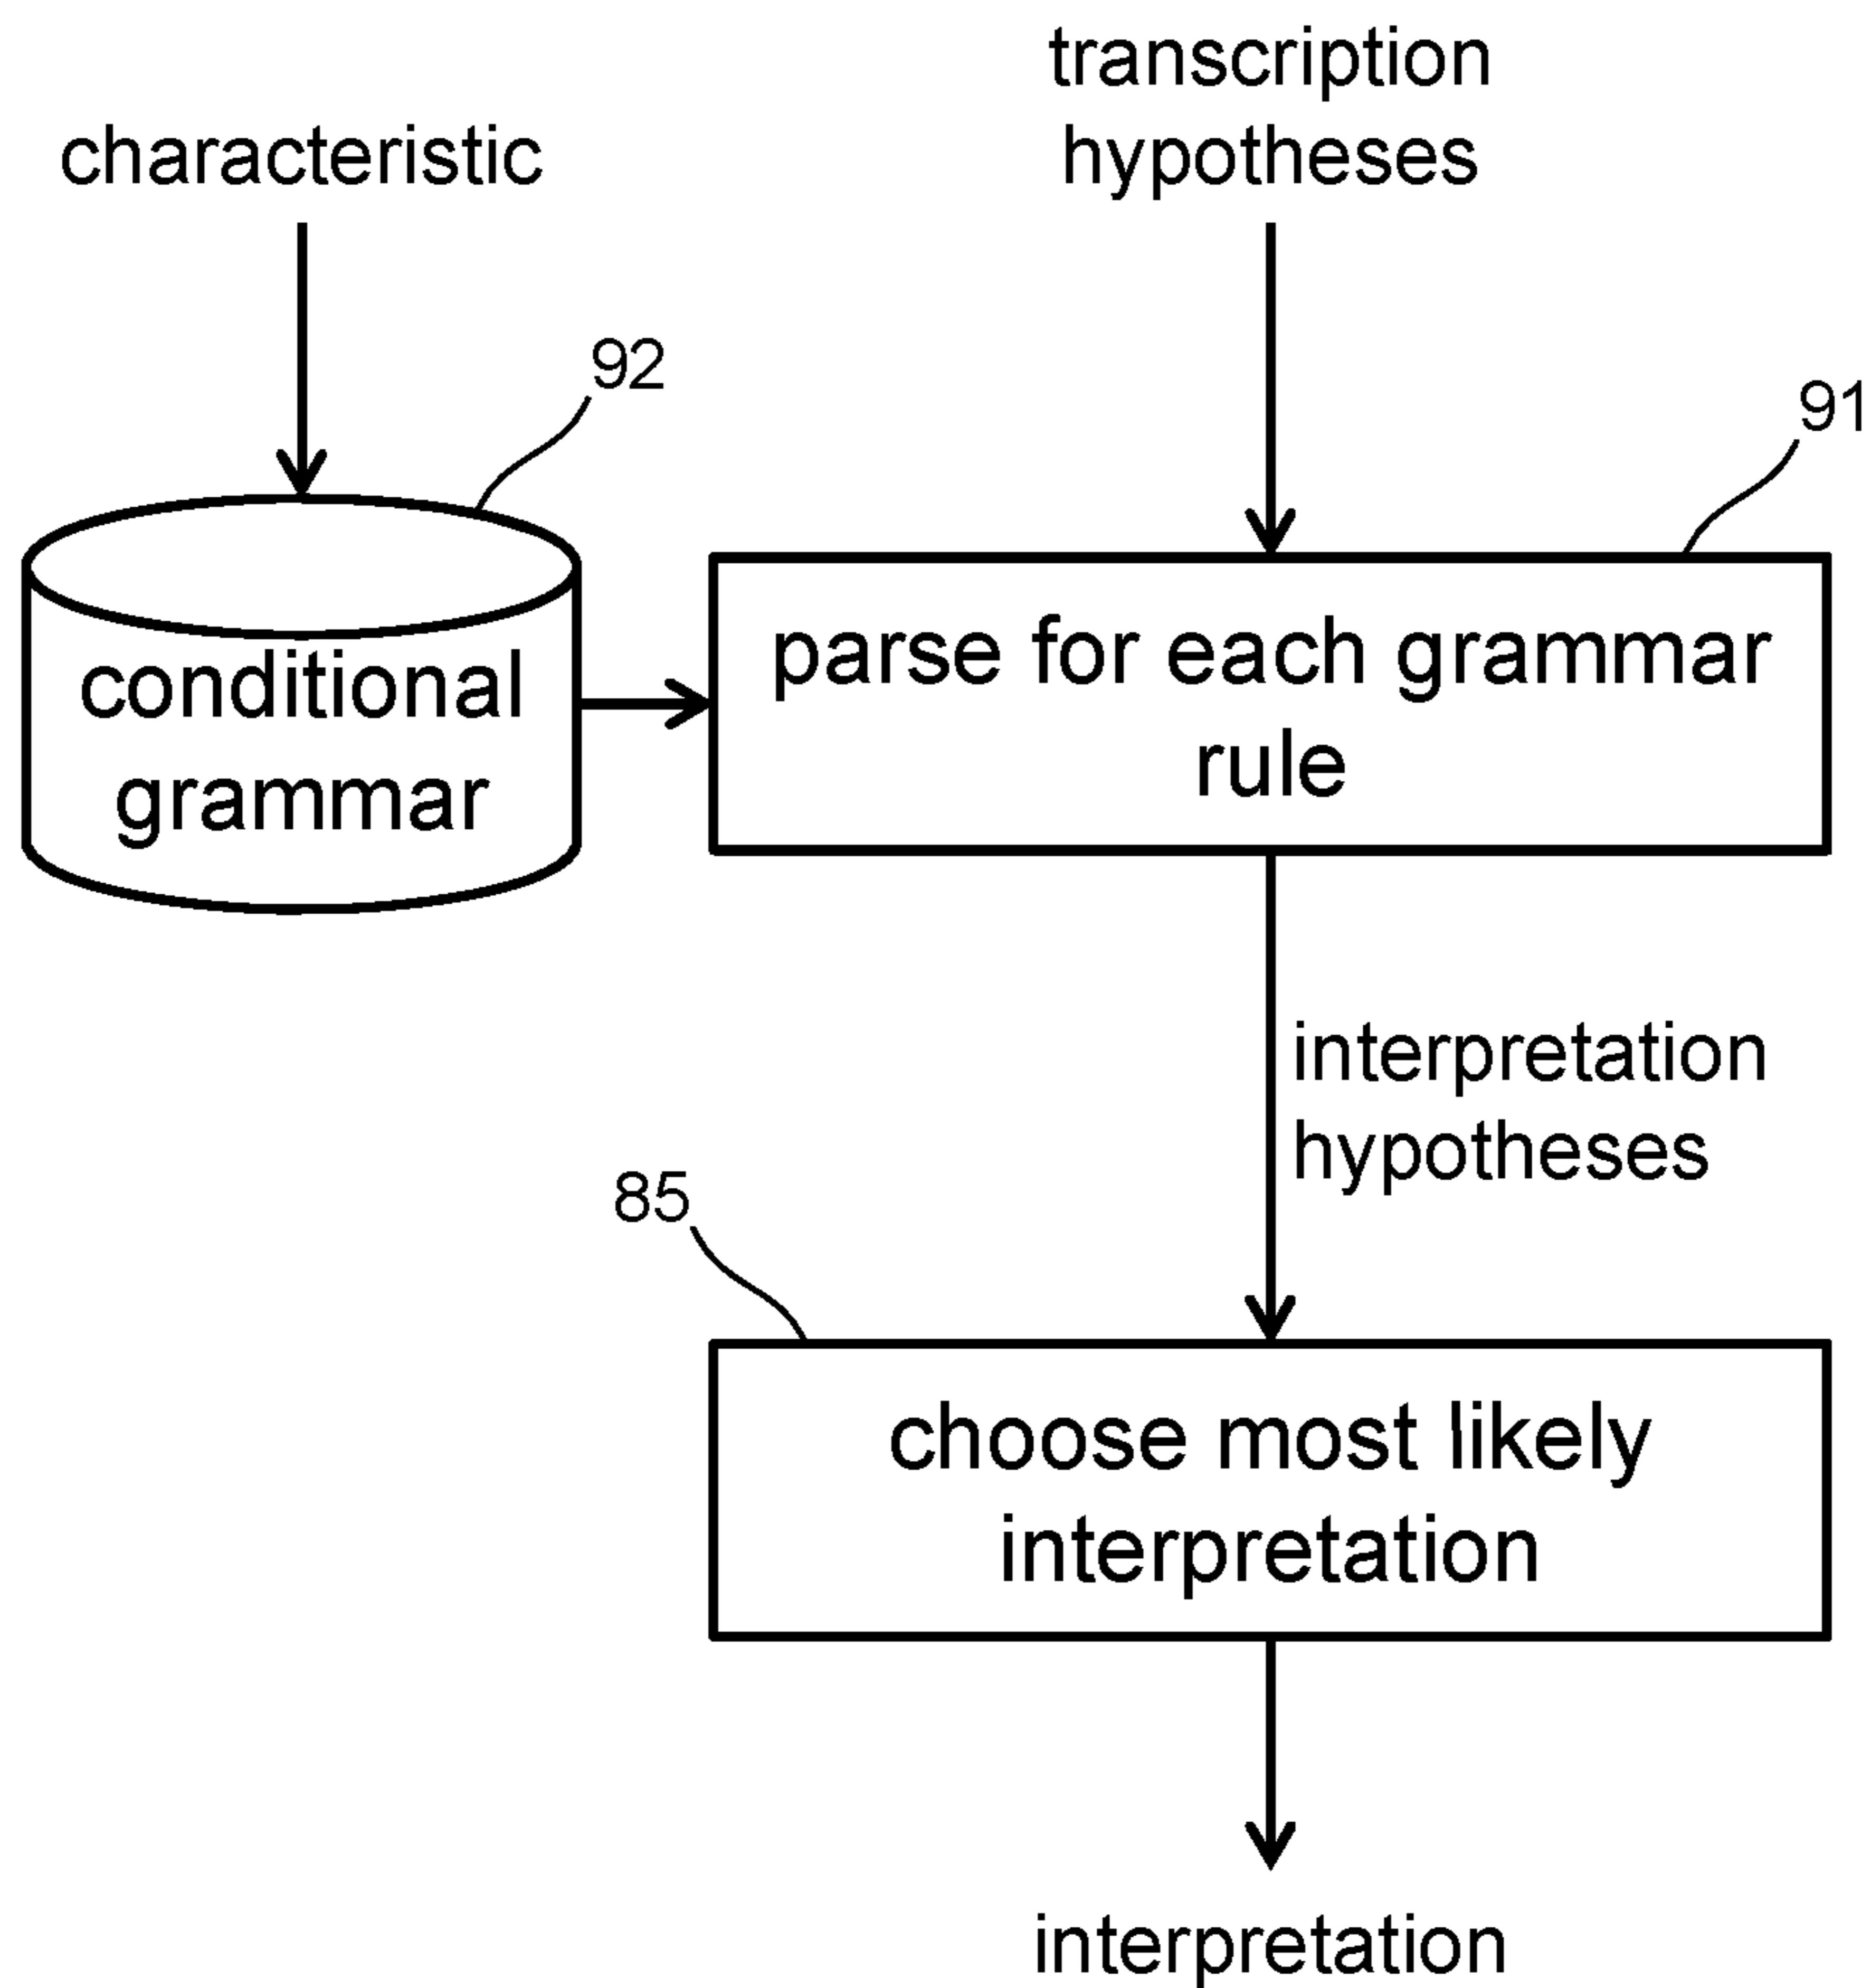 transcription
hypotheses
characteristic
92
91
conditional
grammar
parse for each grammar
rule
interpretation
hypotheses
85
choose most likely
interpretation
interpretation